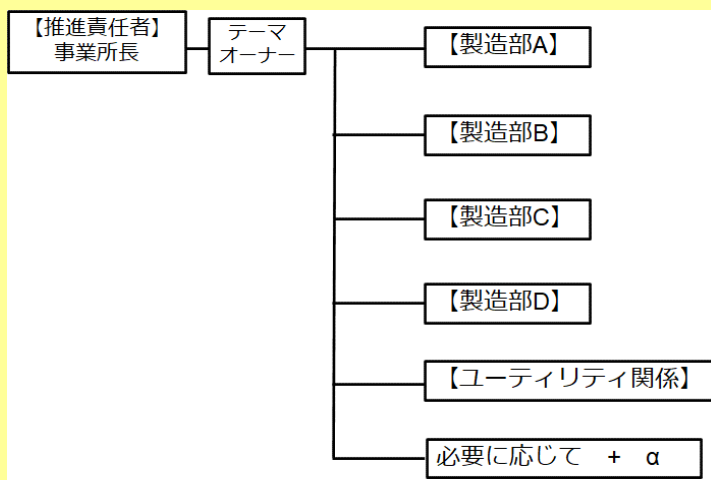 【推進責任者】
事業所長
テーマ
オーナー
【製造部A】
【製造部B】
【製造部C】
【製造部D】
【ユーティリティ関係】
必要に応じて　+　α